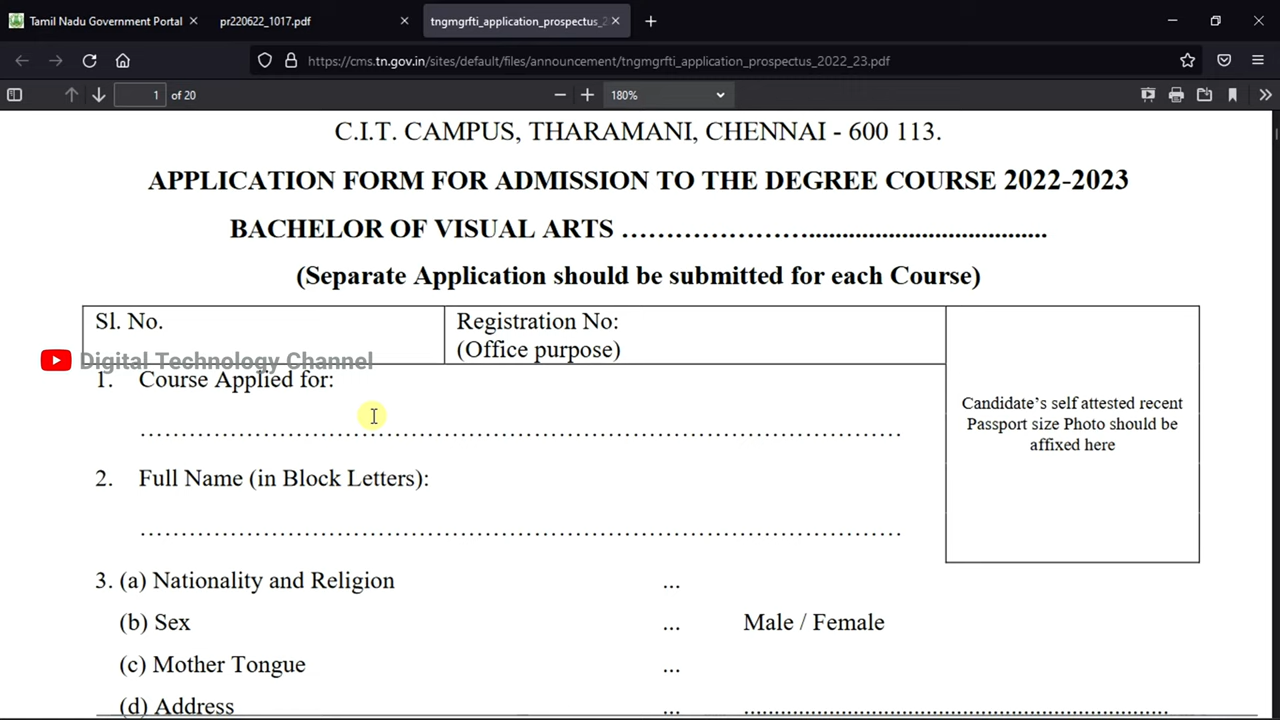 Tamil Nadu Government Portal
pr220622_1017.pdf
tngmgrfti_application_prospectus_2
https://cms.tn.gov.in/sites/default/files/announcement/tngmgrfti_application_prospectus_2022_23.pdf
1 of 20
180%
C.I.T. CAMPUS, THARAMANI, CHENNAI - 600 113.
APPLICATION FORM FOR ADMISSION TO THE DEGREE COURSE 2022-2023
BACHELOR OF VISUAL ARTS …………………...................................
(Separate Application should be submitted for each Course)
Sl. No.
Registration No:
(Office purpose)
Digital Technology Channel
1. Course Applied for:
……………………………………………………………………………
Candidate's self attested recent
Passport size Photo should be
affixed here
2. Full Name (in Block Letters):
……………………………………………………………………………
3. (a) Nationality and Religion ...
(b) Sex ... Male / Female
(c) Mother Tongue ...
(d) Address ... ................................................................